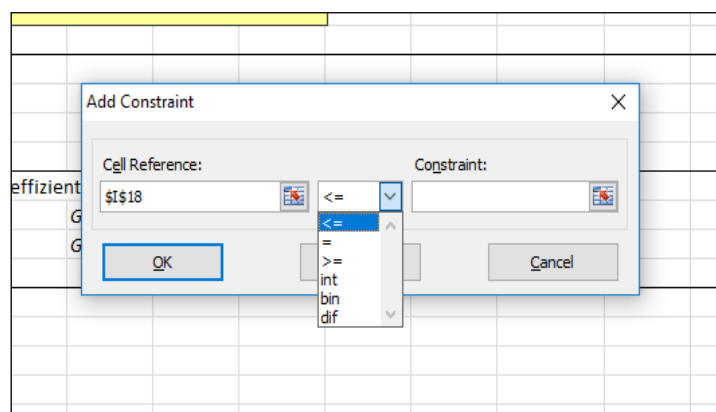 Add Constraint
Cell Reference:
Constraint:
effizient
$I$18
<=
G
<=
=
>=
int
bin
dif
G
OK
Cancel